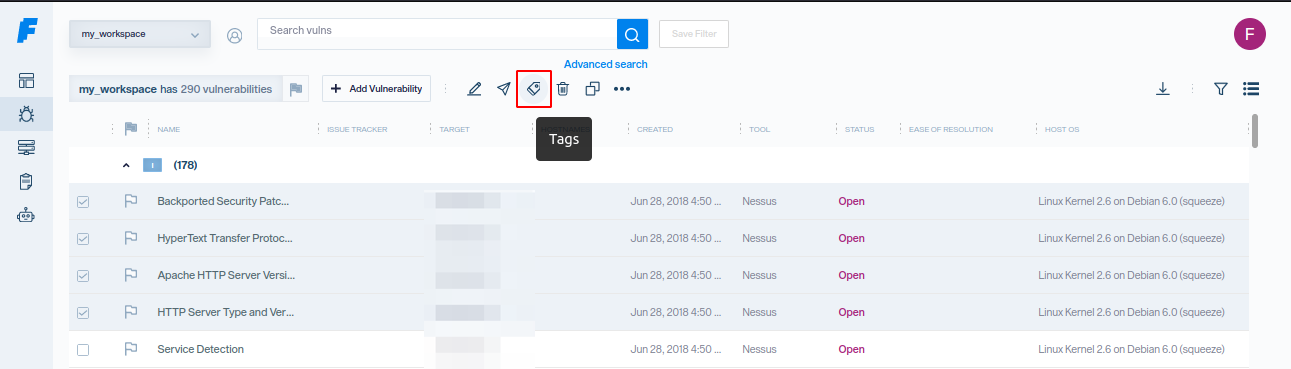 my_workspace
Search vulns
Save Filter
F
Advanced search
my_workspace has 290 vulnerabilities
+ Add Vulnerability
Tags
NAME ISSUE TRACKER TARGET CREATED TOOL STATUS EASE OF RESOLUTION HOST OS
I (178)
Backported Security Patc... Jun 28, 2018 4:50 ... Nessus Open Linux Kernel 2.6 on Debian 6.0 (squeeze)
HyperText Transfer Protoc... Jun 28, 2018 4:50 ... Nessus Open Linux Kernel 2.6 on Debian 6.0 (squeeze)
Apache HTTP Server Versi... Jun 28, 2018 4:50 ... Nessus Open Linux Kernel 2.6 on Debian 6.0 (squeeze)
HTTP Server Type and Ver... Jun 28, 2018 4:50 ... Nessus Open Linux Kernel 2.6 on Debian 6.0 (squeeze)
Service Detection Jun 28, 2018 4:50 ... Nessus Open Linux Kernel 2.6 on Debian 6.0 (squeeze)